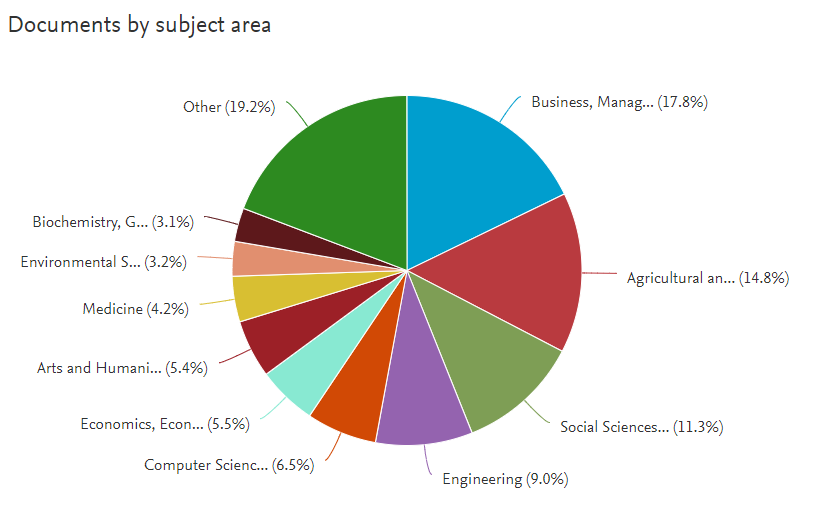 Documents by subject area
Business, Manag... (17.8%)
Agricultural an... (14.8%)
Social Sciences... (11.3%)
Engineering (9.0%)
Computer Scienc... (6.5%)
Economics, Econ... (5.5%)
Arts and Humani... (5.4%)
Medicine (4.2%)
Environmental S... (3.2%)
Biochemistry, G... (3.1%)
Other (19.2%)